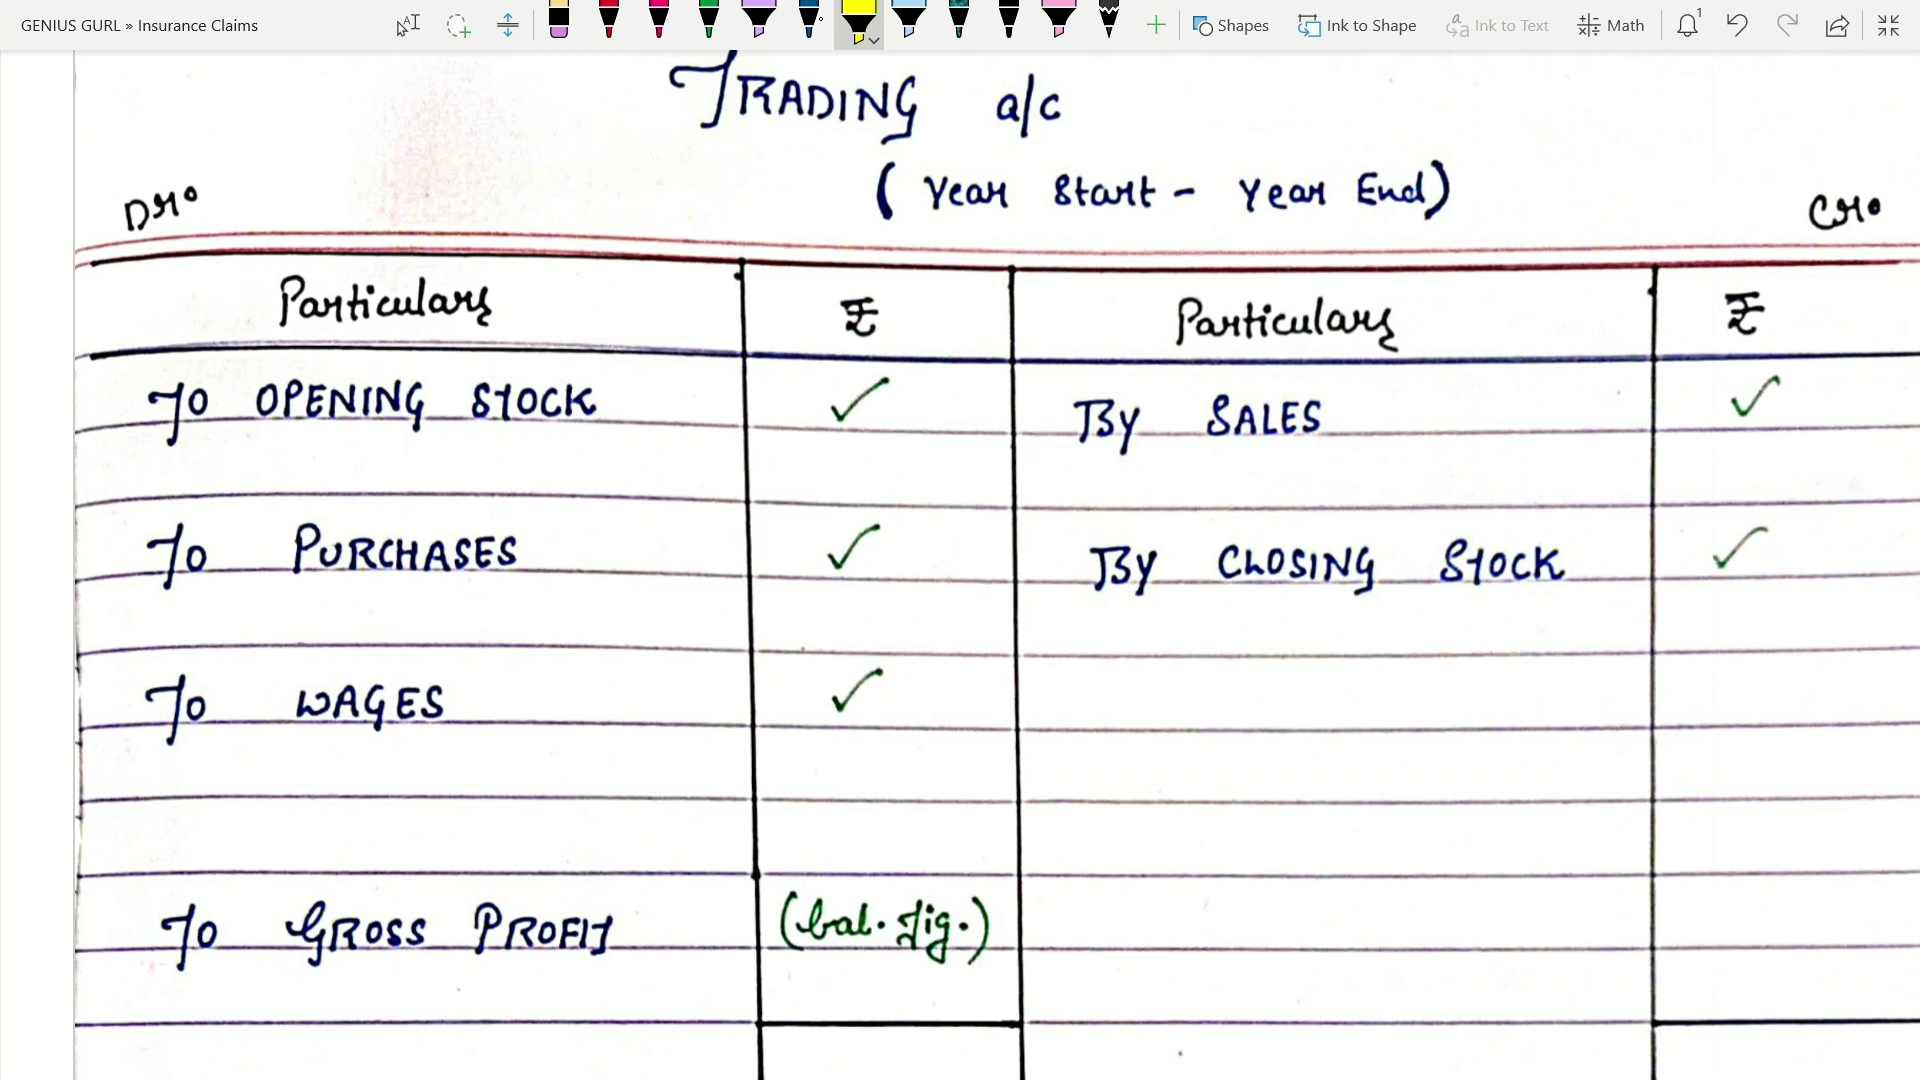 GENIUS GURL » Insurance Claims
Shapes
Ink to Shape
Ink to Text
Math
1
TRADING a/c
(Year Start - Year End)
Dr.
Cr.
Particulars ₹ Particulars ₹
To OPENING STOCK ✓ By SALES ✓
To PURCHASES ✓ By CLOSING STOCK ✓
To WAGES ✓
To GROSS PROFIT (bal. fig.)